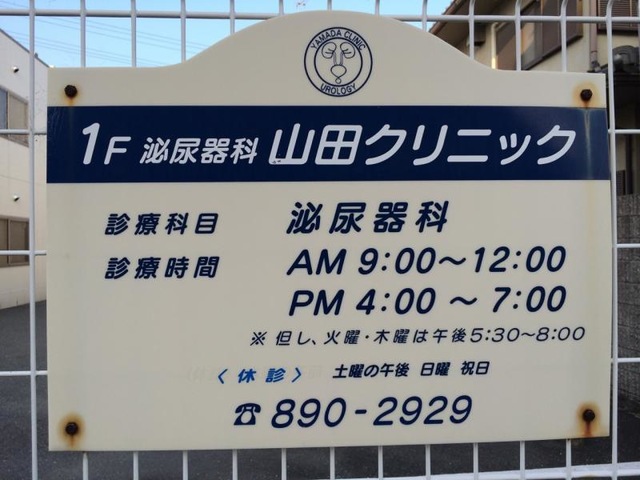 YAMADA CLINIC
UROLOGY
1F 泌尿器科 山田クリニック
診療科目 泌尿器科
診療時間 AM 9:00〜12:00
PM 4:00 〜 7:00
※ 但し、火曜・木曜は午後5:30〜8:00
〈休診〉 土曜の午後 日曜 祝日
☎890-2929